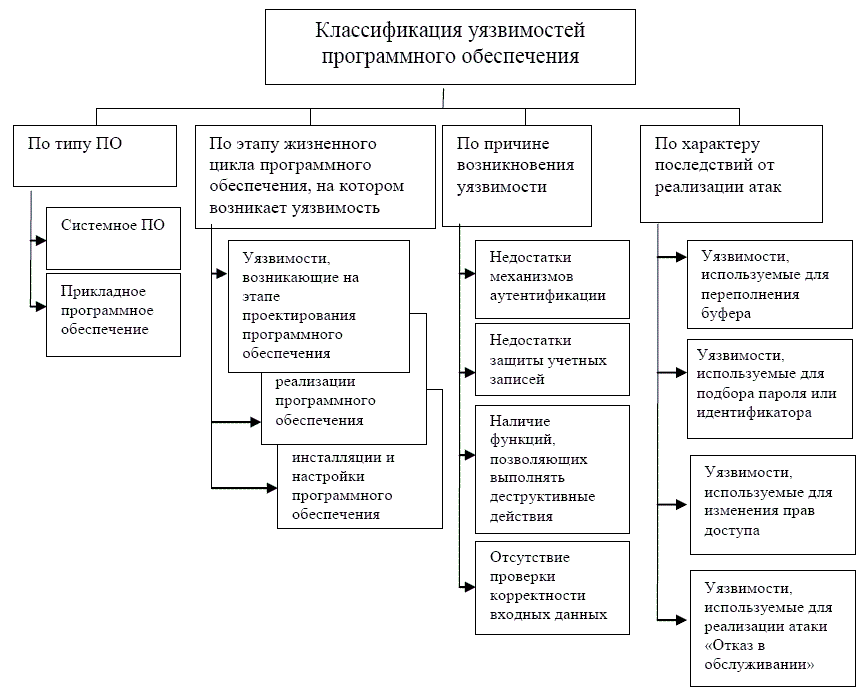 Классификация уязвимостей
программного обеспечения
По типу ПО
Системное ПО
Прикладное
программное
обеспечение
По этапу жизненного
цикла программного
обеспечения, на котором
возникает уязвимость
Уязвимости,
возникающие на
этапе
проектирования
программного
обеспечения
реализации
программного
обеспечения
инсталляции и
настройки
программного
обеспечения
По причине
возникновения
уязвимости
Недостатки
механизмов
аутентификации
Недостатки
защиты учетных
записей
Наличие
функций,
позволяющих
выполнять
деструктивные
действия
Отсутствие
проверки
корректности
входных данных
По характеру
последствий от
реализации атак
Уязвимости,
используемые для
переполнения
буфера
Уязвимости,
используемые для
подбора пароля или
идентификатора
Уязвимости,
используемые для
изменения прав
доступа
Уязвимости,
используемые для
реализации атаки
«Отказ в
обслуживании»